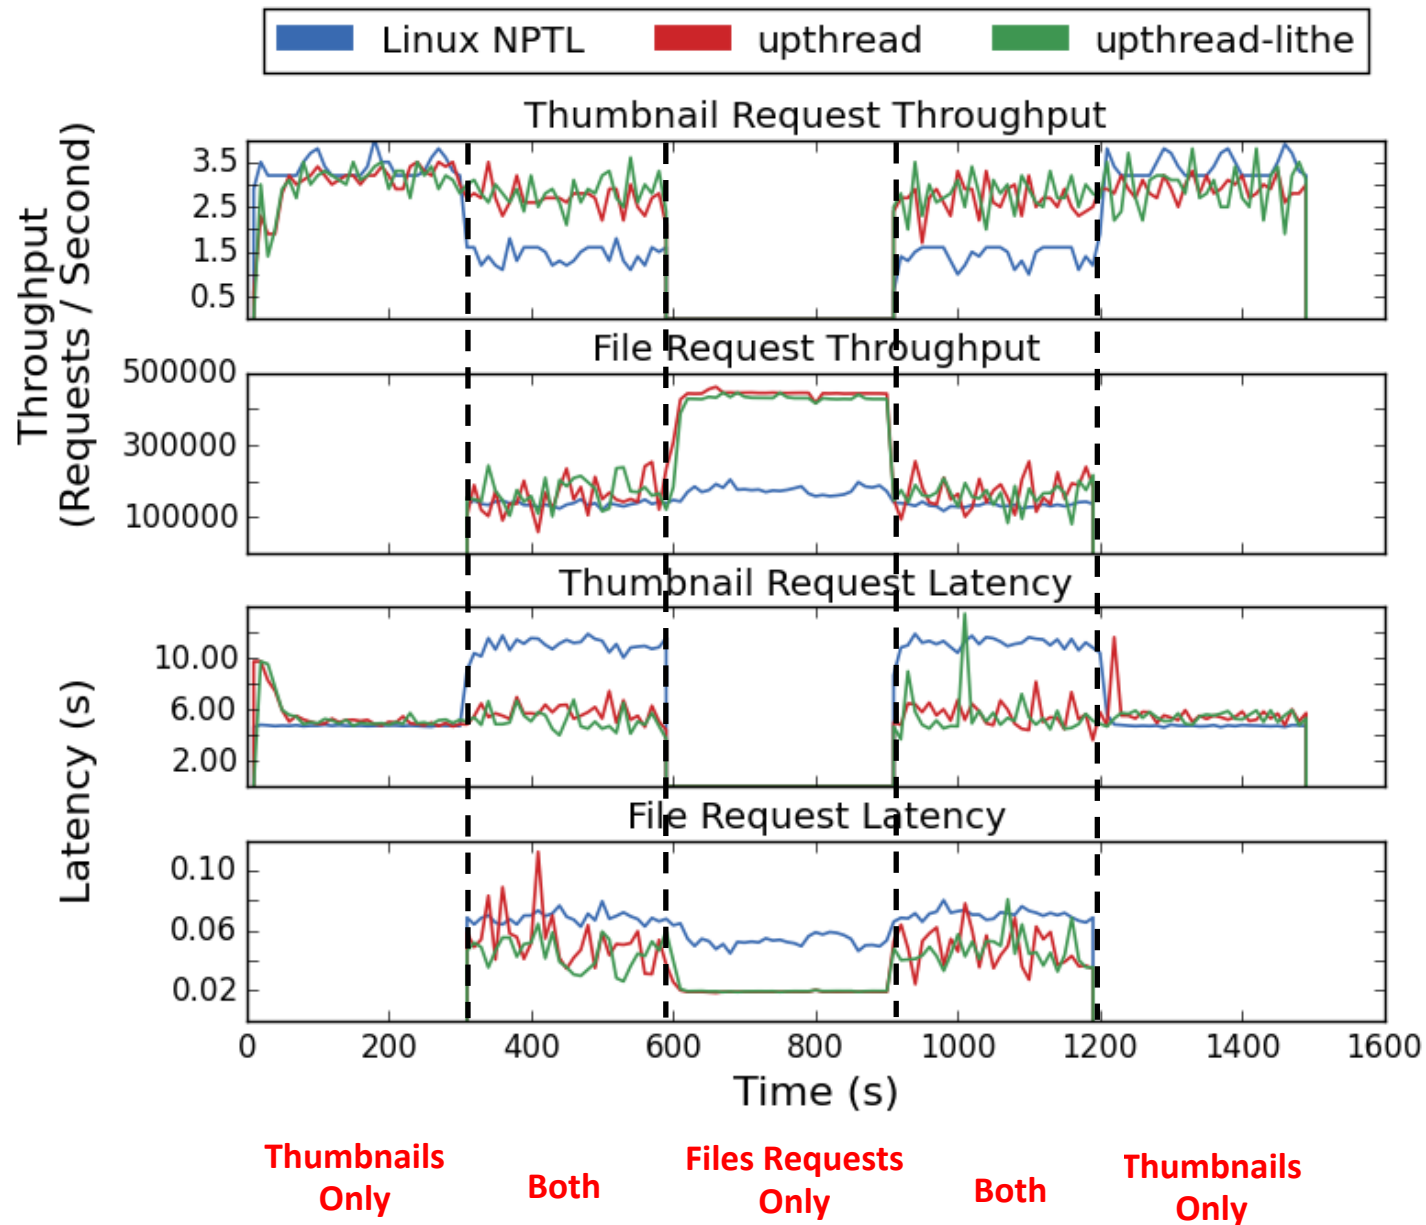 Linux NPTL upthread upthread-lithe
Thumbnail Request Throughput
Throughput
(Requests / Second)
3.5
2.5
1.5
0.5
File Request Throughput
500000
300000
100000
Thumbnail Request Latency
Latency (s)
10.00
6.00
2.00
File Request Latency
0.10
0.06
0.02
0 200 400 600 800 1000 1200 1400 1600
Time (s)
Thumbnails
Only
Both
Files Requests
Only
Both
Thumbnails
Only